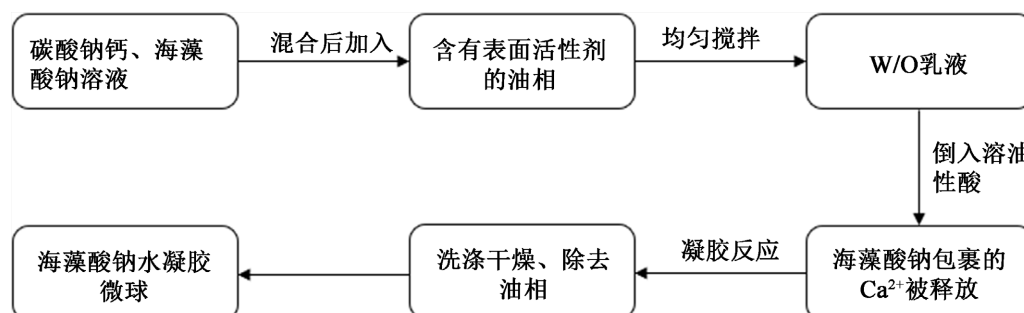 碳酸钠钙、海藻
酸钠溶液
混合后加入
含有表面活性剂
的油相
均匀搅拌
W/O乳液
倒入溶油
性酸
海藻酸钠包裹的
Ca²⁺被释放
凝胶反应
洗涤干燥、除去
油相
海藻酸钠水凝胶
微球